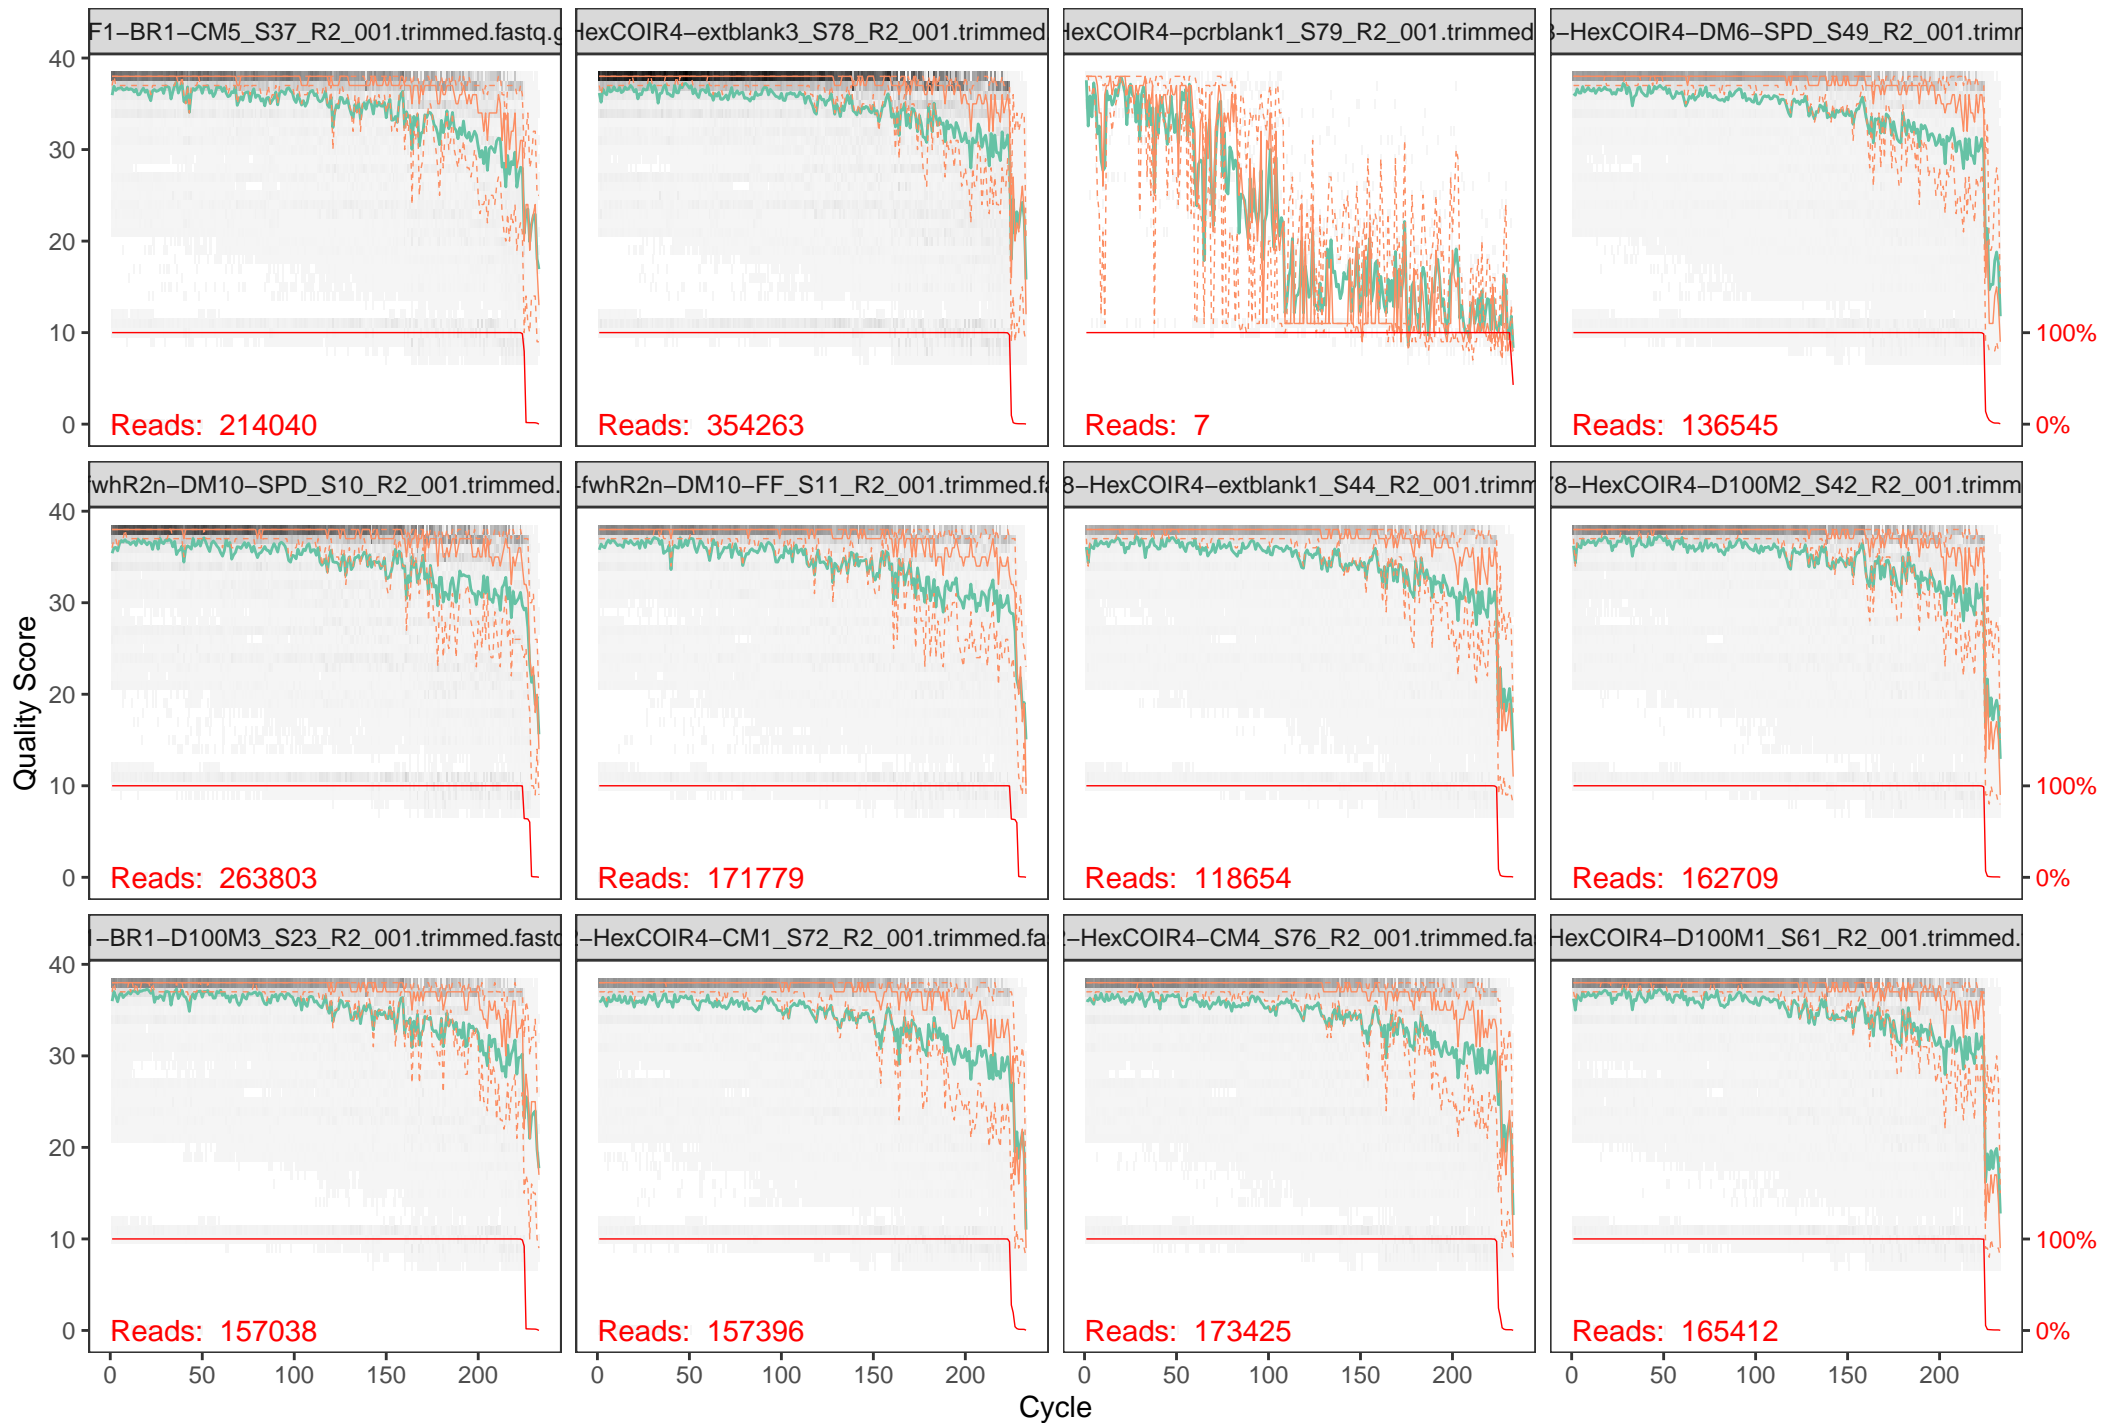 F1−BR1−CM5_S37_R2_001.trimmed.fastq.g
HexCOIR4−extblank3_S78_R2_001.trimmed
HexCOIR4−pcrblank1_S79_R2_001.trimmed
−HexCOIR4−DM6−SPD_S49_R2_001.trimm
40
30
20
10
0
Reads: 214040
Reads: 354263
Reads: 7
Reads: 136545
100%
0%
whR2n−DM10−SPD_S10_R2_001.trimmed.
−fwhR2n−DM10−FF_S11_R2_001.trimmed.fa
8−HexCOIR4−extblank1_S44_R2_001.trimm
78−HexCOIR4−D100M2_S42_R2_001.trimm
40
30
20
10
0
Reads: 263803
Reads: 171779
Reads: 118654
Reads: 162709
100%
0%
Quality Score
−BR1−D100M3_S23_R2_001.trimmed.fastq
2−HexCOIR4−CM1_S72_R2_001.trimmed.fa
2−HexCOIR4−CM4_S76_R2_001.trimmed.fa
HexCOIR4−D100M1_S61_R2_001.trimmed.
40
30
20
10
0
Reads: 157038
Reads: 157396
Reads: 173425
Reads: 165412
100%
0%
0 50 100 150 200
0 50 100 150 200
0 50 100 150 200
0 50 100 150 200
Cycle